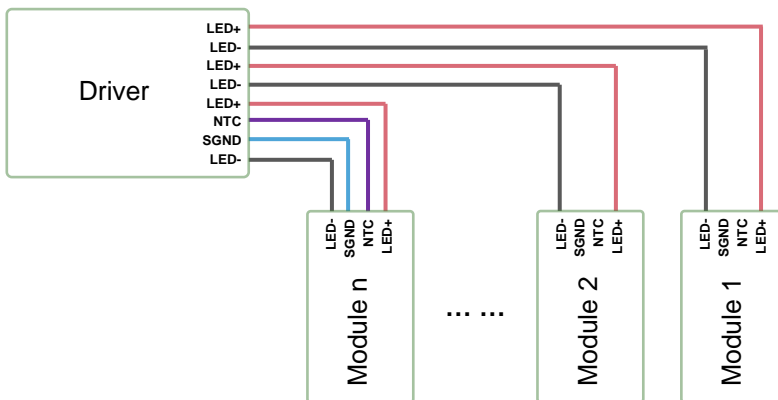 LED+
LED-
LED+
LED-
LED+
NTC
SGND
LED-
Driver
LED-
SGND
NTC
LED+
Module n
... ...
LED-
SGND
NTC
LED+
Module 2
LED-
SGND
NTC
LED+
Module 1